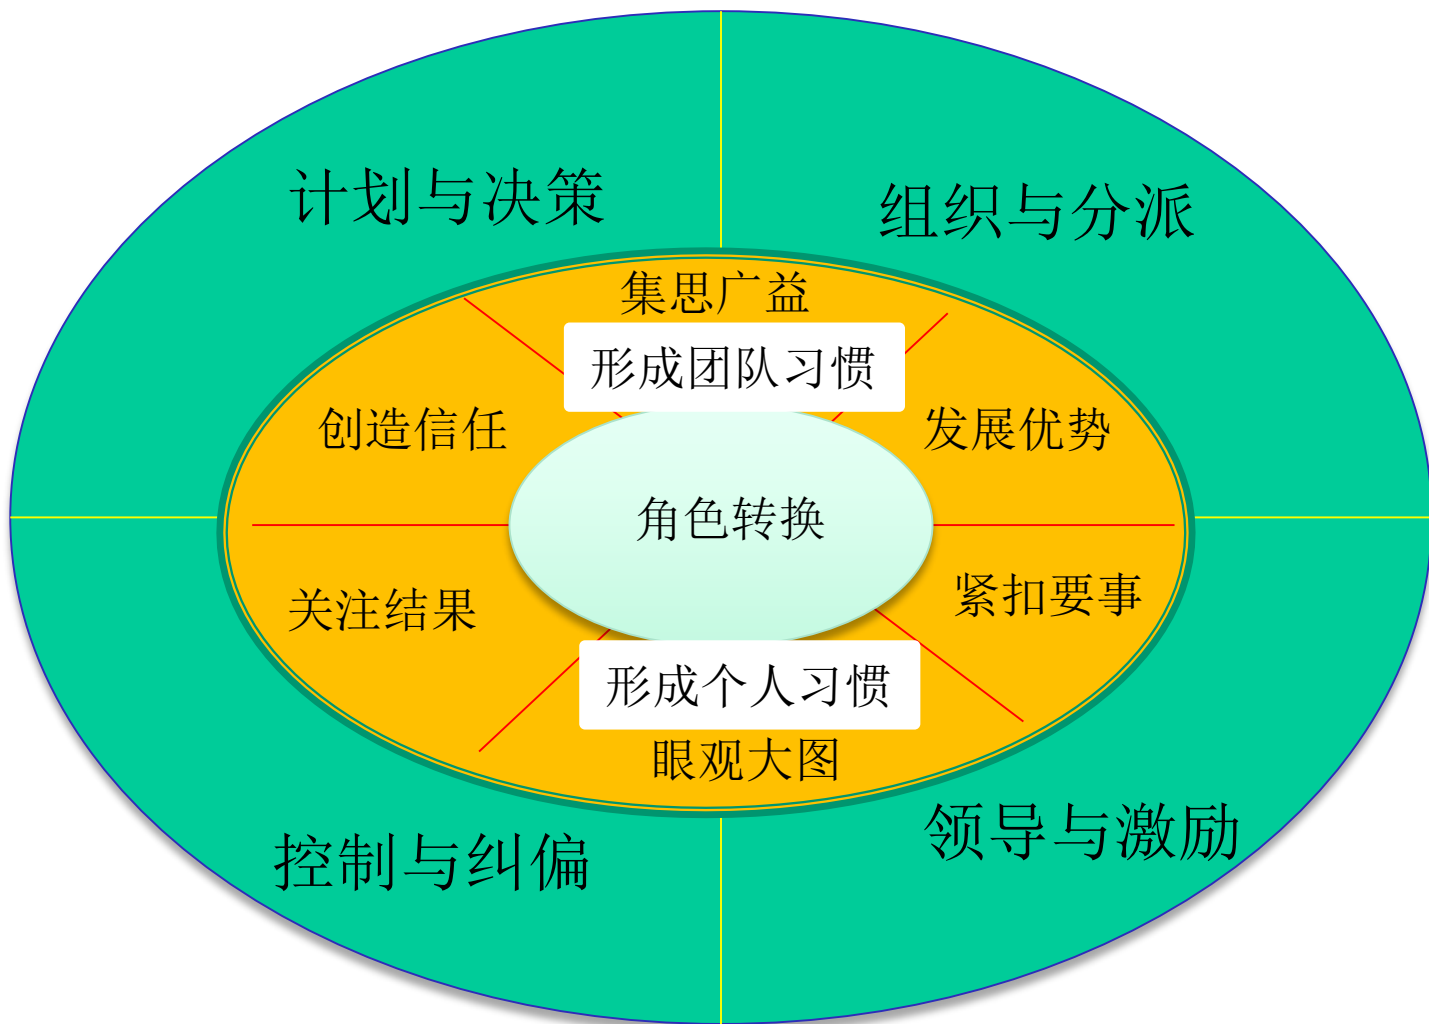 计划与决策
组织与分派
集思广益
形成团队习惯
创造信任
发展优势
角色转换
关注结果
紧扣要事
形成个人习惯
眼观大图
控制与纠偏
领导与激励